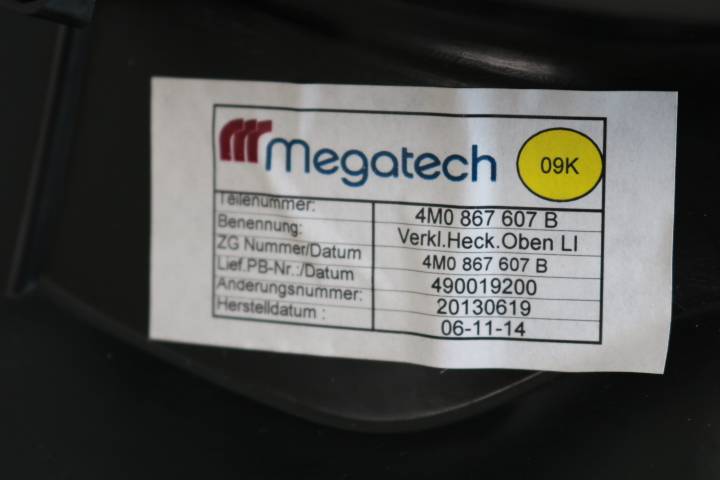 Megatech
09K
Teilenummer: 4M0 867 607 B
Benennung: Verkl.Heck.Oben LI
ZG Nummer/Datum 4M0 867 607 B
Lief.PB-Nr.:/Datum 490019200
Änderungsnummer: 20130619
Herstelldatum : 06-11-14